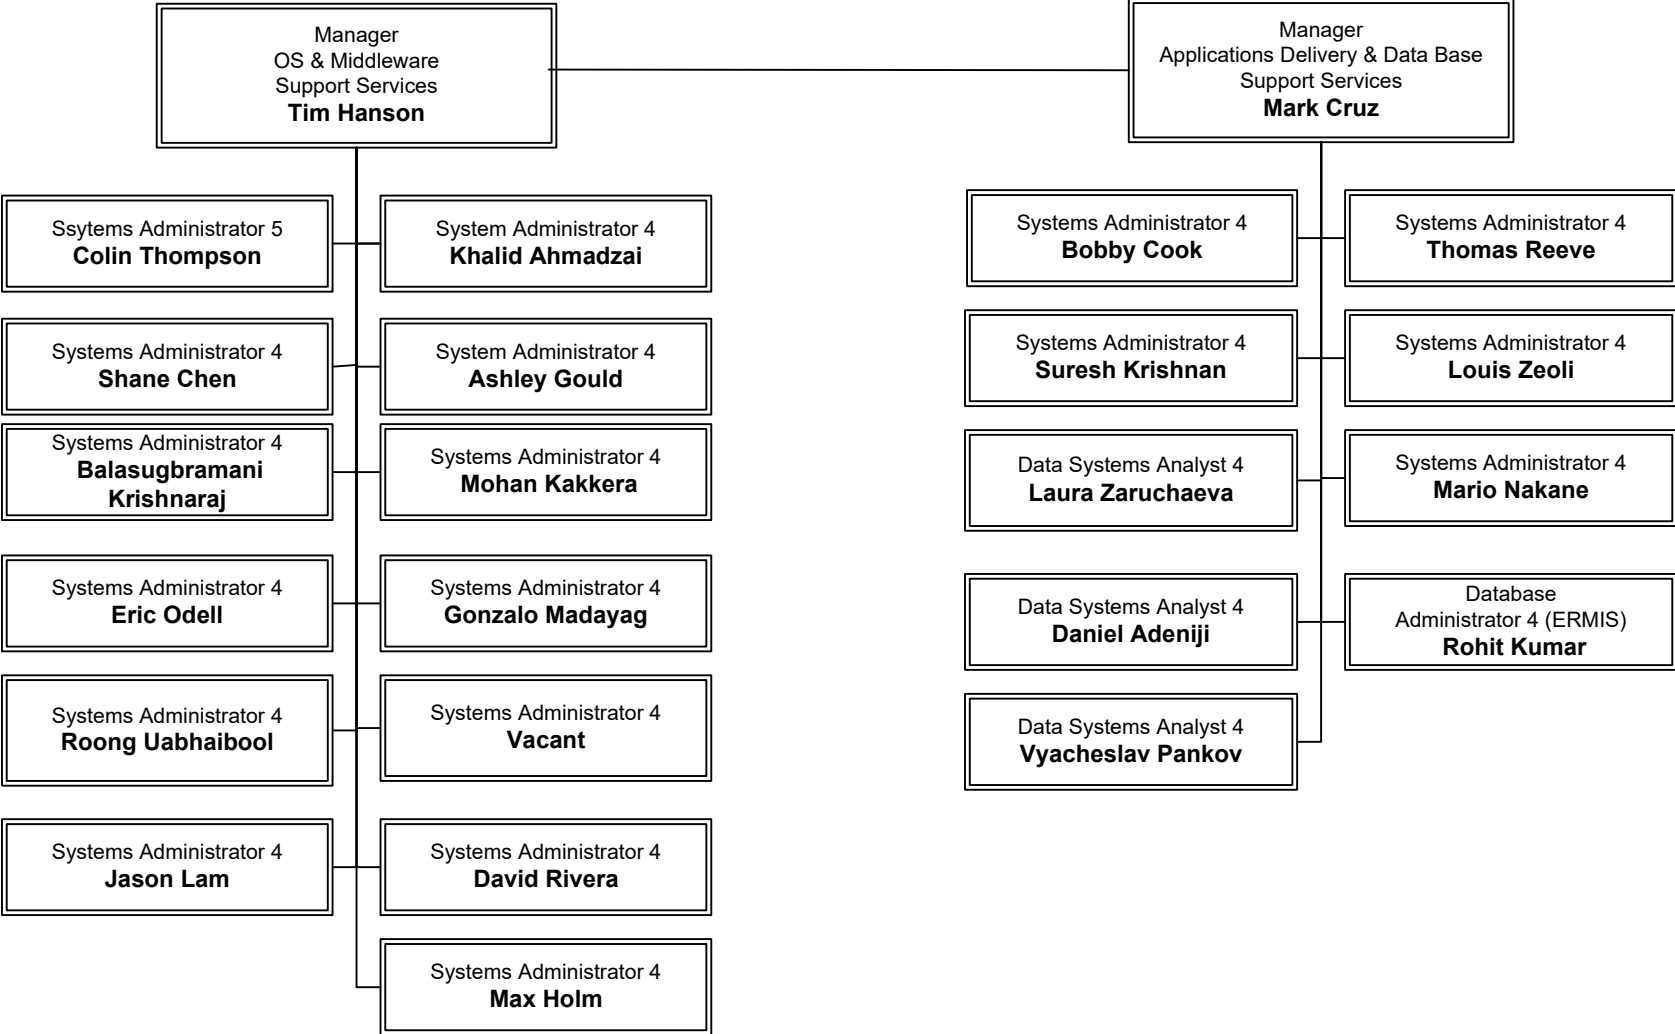 Manager
OS & Middleware
Support Services
Tim Hanson
Manager
Applications Delivery & Data Base
Support Services
Mark Cruz
Ssytems Administrator 5
Colin Thompson
System Administrator 4
Khalid Ahmadzai
Systems Administrator 4
Shane Chen
System Administrator 4
Ashley Gould
Systems Administrator 4
Balasugbramani
Krishnaraj
Systems Administrator 4
Mohan Kakkera
Systems Administrator 4
Eric Odell
Systems Administrator 4
Gonzalo Madayag
Systems Administrator 4
Roong Uabhaibool
Systems Administrator 4
Vacant
Systems Administrator 4
Jason Lam
Systems Administrator 4
David Rivera
Systems Administrator 4
Max Holm
Systems Administrator 4
Bobby Cook
Systems Administrator 4
Thomas Reeve
Systems Administrator 4
Suresh Krishnan
Systems Administrator 4
Louis Zeoli
Data Systems Analyst 4
Laura Zaruchaeva
Systems Administrator 4
Mario Nakane
Data Systems Analyst 4
Daniel Adeniji
Database
Administrator 4 (ERMIS)
Rohit Kumar
Data Systems Analyst 4
Vyacheslav Pankov